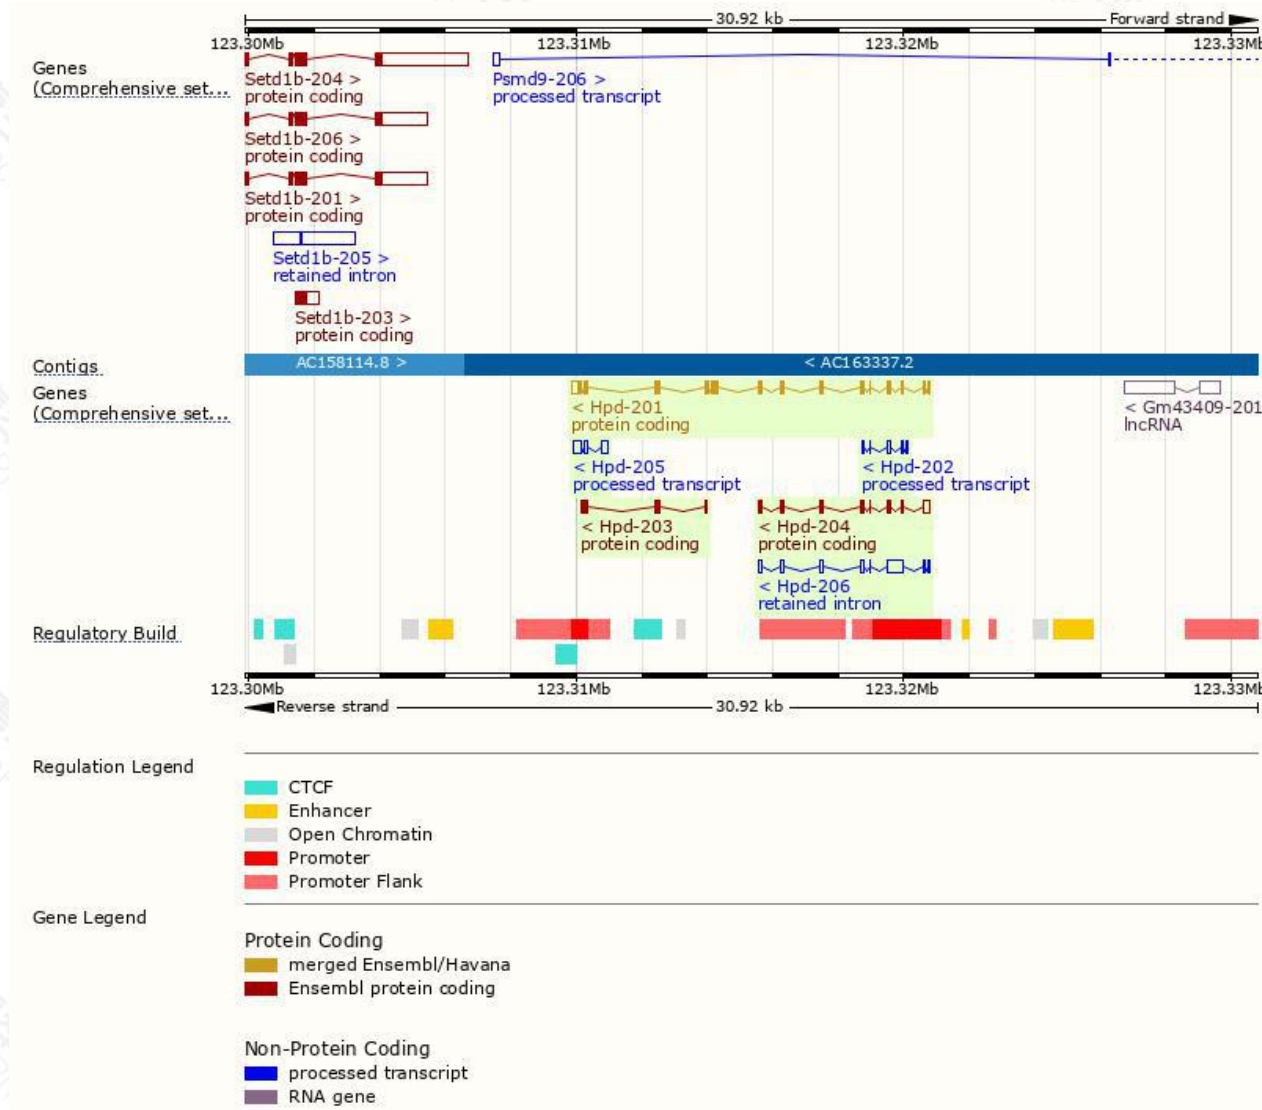 30.92 kb
Forward strand
123.30Mb 123.31Mb 123.32Mb 123.33Mb
Genes
(Comprehensive set...
Setd1b-204 >
protein coding
Psmd9-206 >
processed transcript
Setd1b-206 >
protein coding
Setd1b-201 >
protein coding
Setd1b-205 >
retained intron
Setd1b-203 >
protein coding
Contigs
AC158114.8 >
< AC163337.2
Genes
(Comprehensive set...
< Hpd-201
protein coding
< Gm43409-201
lncRNA
< Hpd-205
processed transcript
< Hpd-202
processed transcript
< Hpd-203
protein coding
< Hpd-204
protein coding
< Hpd-206
retained intron
Regulatory Build
123.30Mb 123.31Mb 123.32Mb 123.33Mb
Reverse strand
30.92 kb
Regulation Legend
CTCF
Enhancer
Open Chromatin
Promoter
Promoter Flank
Gene Legend
Protein Coding
merged Ensembl/Havana
Ensembl protein coding
Non-Protein Coding
processed transcript
RNA gene